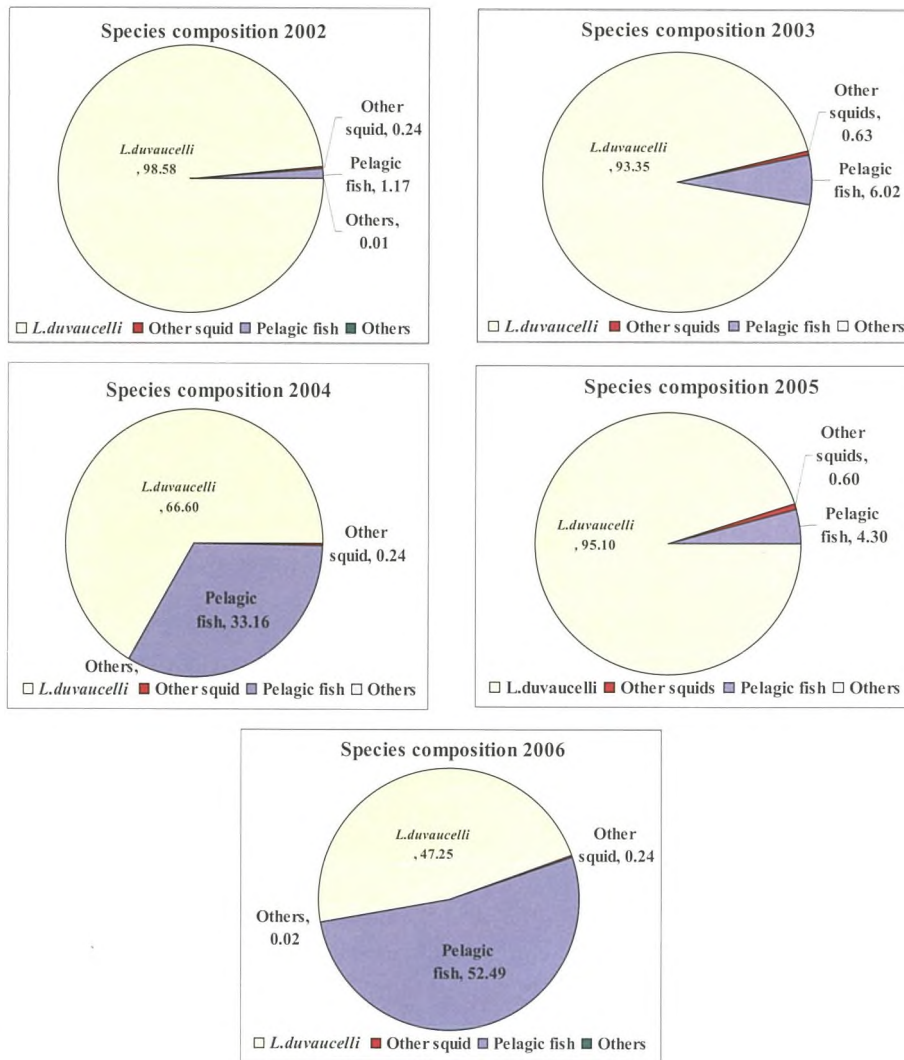 Species composition 2002
Other
squid, 0.24
L.duvaucelli
, 98.58
Pelagic
fish, 1.17
Others,
0.01
L.duvaucelli Other squid Pelagic fish Others
Species composition 2003
Other
squids,
0.63
L.duvaucelli
, 93.35
Pelagic
fish, 6.02
L.duvaucelli Other squids Pelagic fish Others
Species composition 2004
L.duvaucelli
, 66.60
Other
squid, 0.24
Pelagic
fish, 33.16
Others,
L.duvaucelli Other squid Pelagic fish Others
Species composition 2005
Other
squids,
0.60
L.duvaucelli
, 95.10
Pelagic
fish, 4.30
L.duvaucelli Other squids Pelagic fish Others
Species composition 2006
L.duvaucelli
, 47.25
Other
squid, 0.24
Others,
0.02
Pelagic
fish, 52.49
L.duvaucelli Other squid Pelagic fish Others